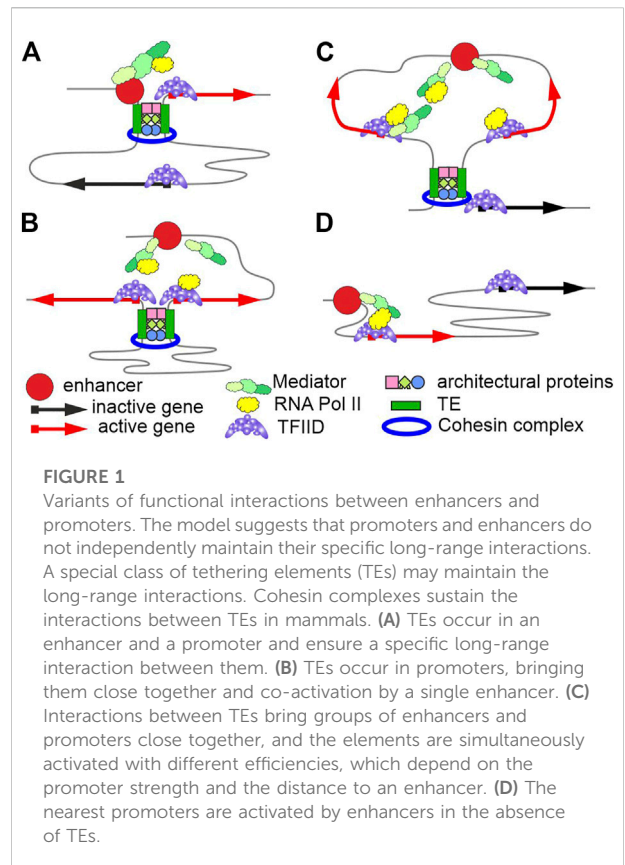 A
C
B
D
enhancer
inactive gene
active gene
Mediator
RNA Pol II
TFIID
architectural proteins
TE
Cohesin complex
FIGURE 1
Variants of functional interactions between enhancers and
promoters. The model suggests that promoters and enhancers do
not independently maintain their specific long-range interactions.
A special class of tethering elements (TEs) may maintain the
long-range interactions. Cohesin complexes sustain the
interactions between TEs in mammals. (A) TEs occur in an
enhancer and a promoter and ensure a specific long-range
interaction between them. (B) TEs occur in promoters, bringing
them close together and co-activation by a single enhancer. (C)
Interactions between TEs bring groups of enhancers and
promoters close together, and the elements are simultaneously
activated with different efficiencies, which depend on the
promoter strength and the distance to an enhancer. (D) The
nearest promoters are activated by enhancers in the absence
of TEs.